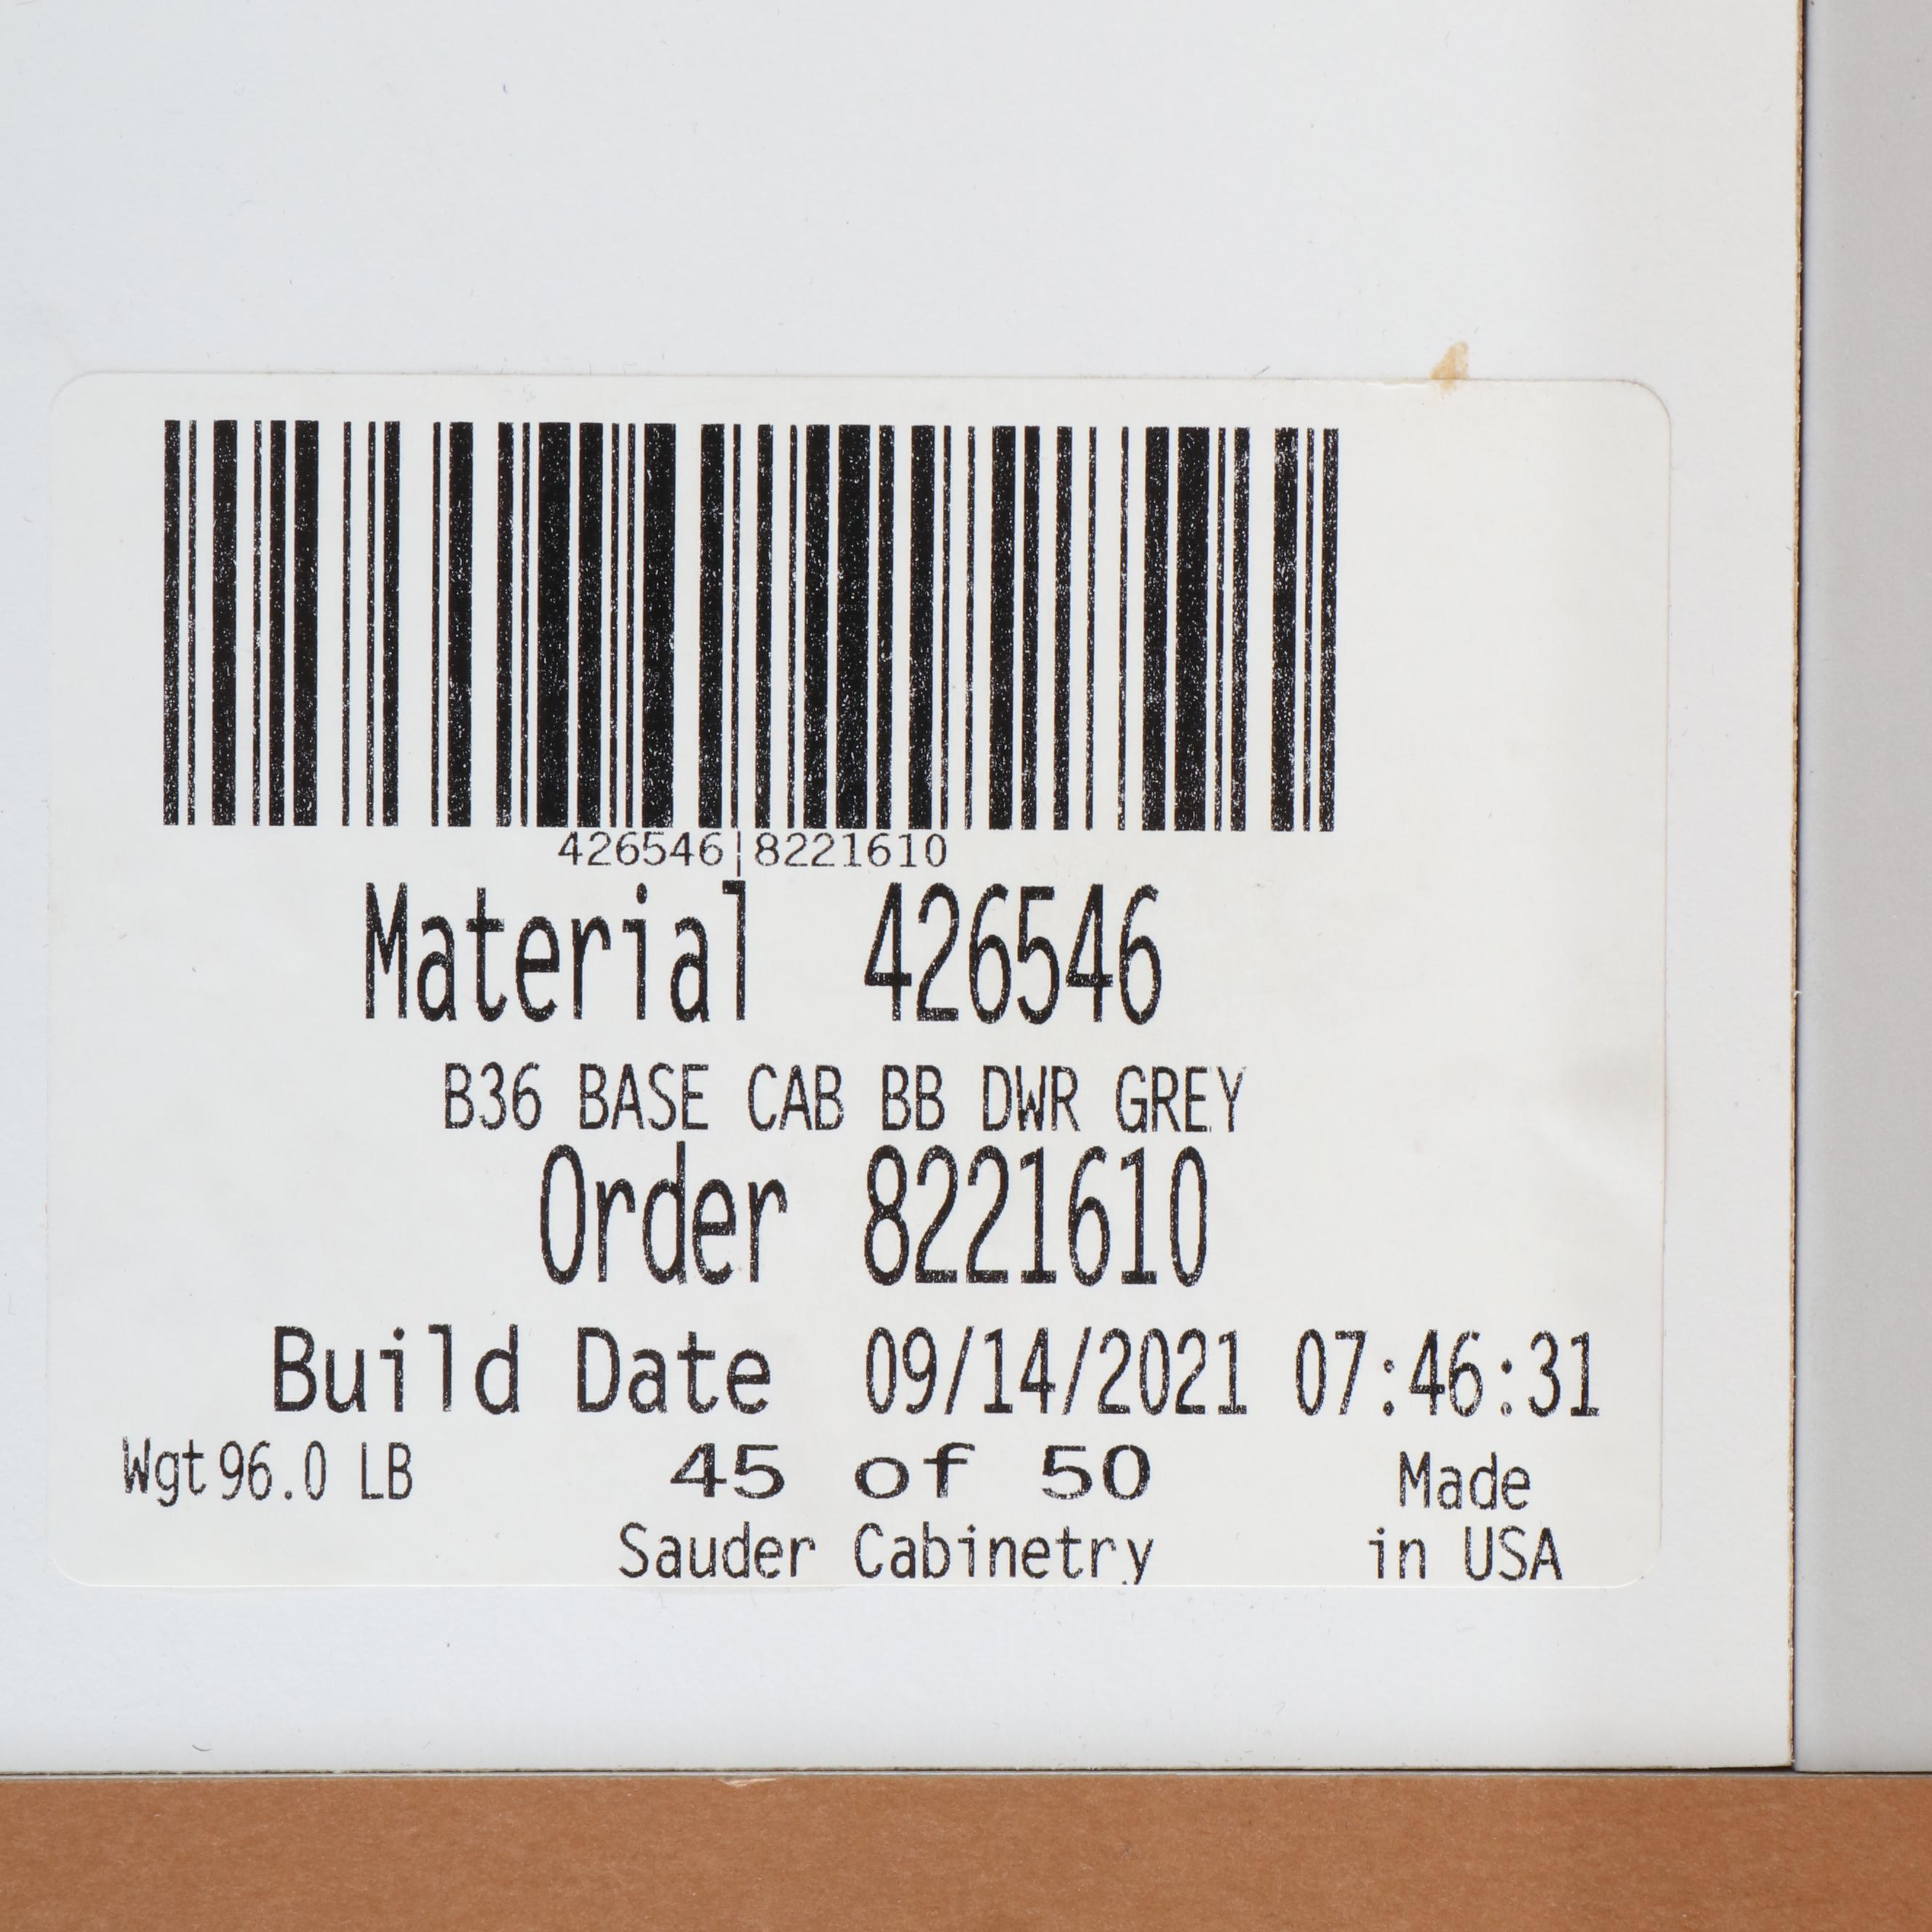 426546|8221610
Material 426546
B36 BASE CAB BB DWR GREY
Order 8221610
Build Date 09/14/2021 07:46:31
Wgt 96.0 LB 45 of 50 Made
Sauder Cabinetry in USA